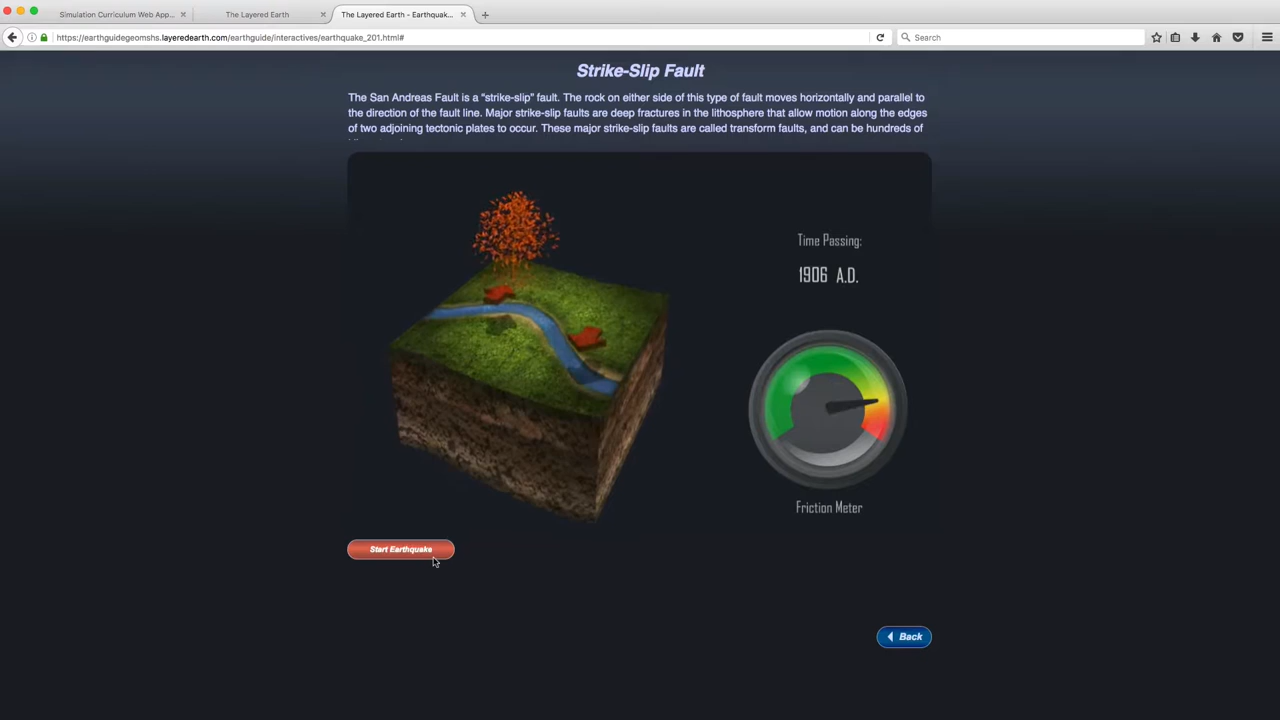 Simulation Curriculum Web App...
The Layered Earth
The Layered Earth - Earthquak...
https://earthguidegeomshs.layeredearth.com/earthguide/interactives/earthquake_201.html#
Search
Strike-Slip Fault
The San Andreas Fault is a “strike-slip” fault. The rock on either side of this type of fault moves horizontally and parallel to
the direction of the fault line. Major strike-slip faults are deep fractures in the lithosphere that allow motion along the edges
of two adjoining tectonic plates to occur. These major strike-slip faults are called transform faults, and can be hundreds of
Time Passing:
1906 A.D.
Friction Meter
Start Earthquake
Back